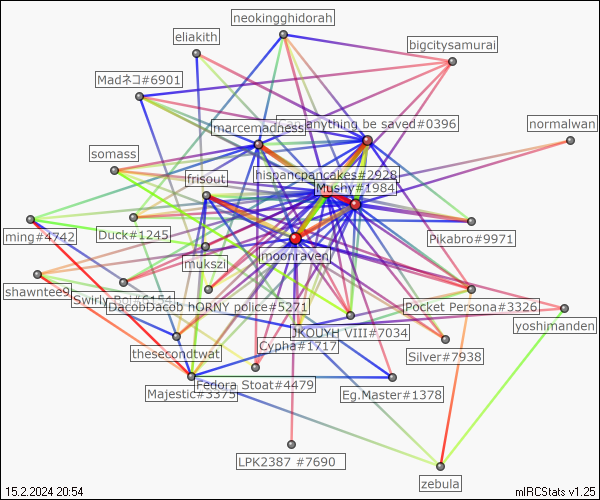 neokingghidorah
eliakith
bigcitysamurai
Madネコ#6901
anything be saved#0396
marcemadness
normalwan
somass
hispancpancakes#2928
frisout
Mushy#1984
ming#4742
Duck#1245
Pikabro#9971
mukszi
moonraven
shawntee9
Swirly Boi#6154
DacobDacob hORNY police#5271
Pocket Persona#3326
yoshimanden
JKOUYH VIII#7034
Cypha#1717
thesecondtwat
Silver#7938
Fedora Stoat#4479
Majestic#3375
Eg.Master#1378
LPK2387 #7690
zebula
15.2.2024 20:54
mIRCStats v1.25